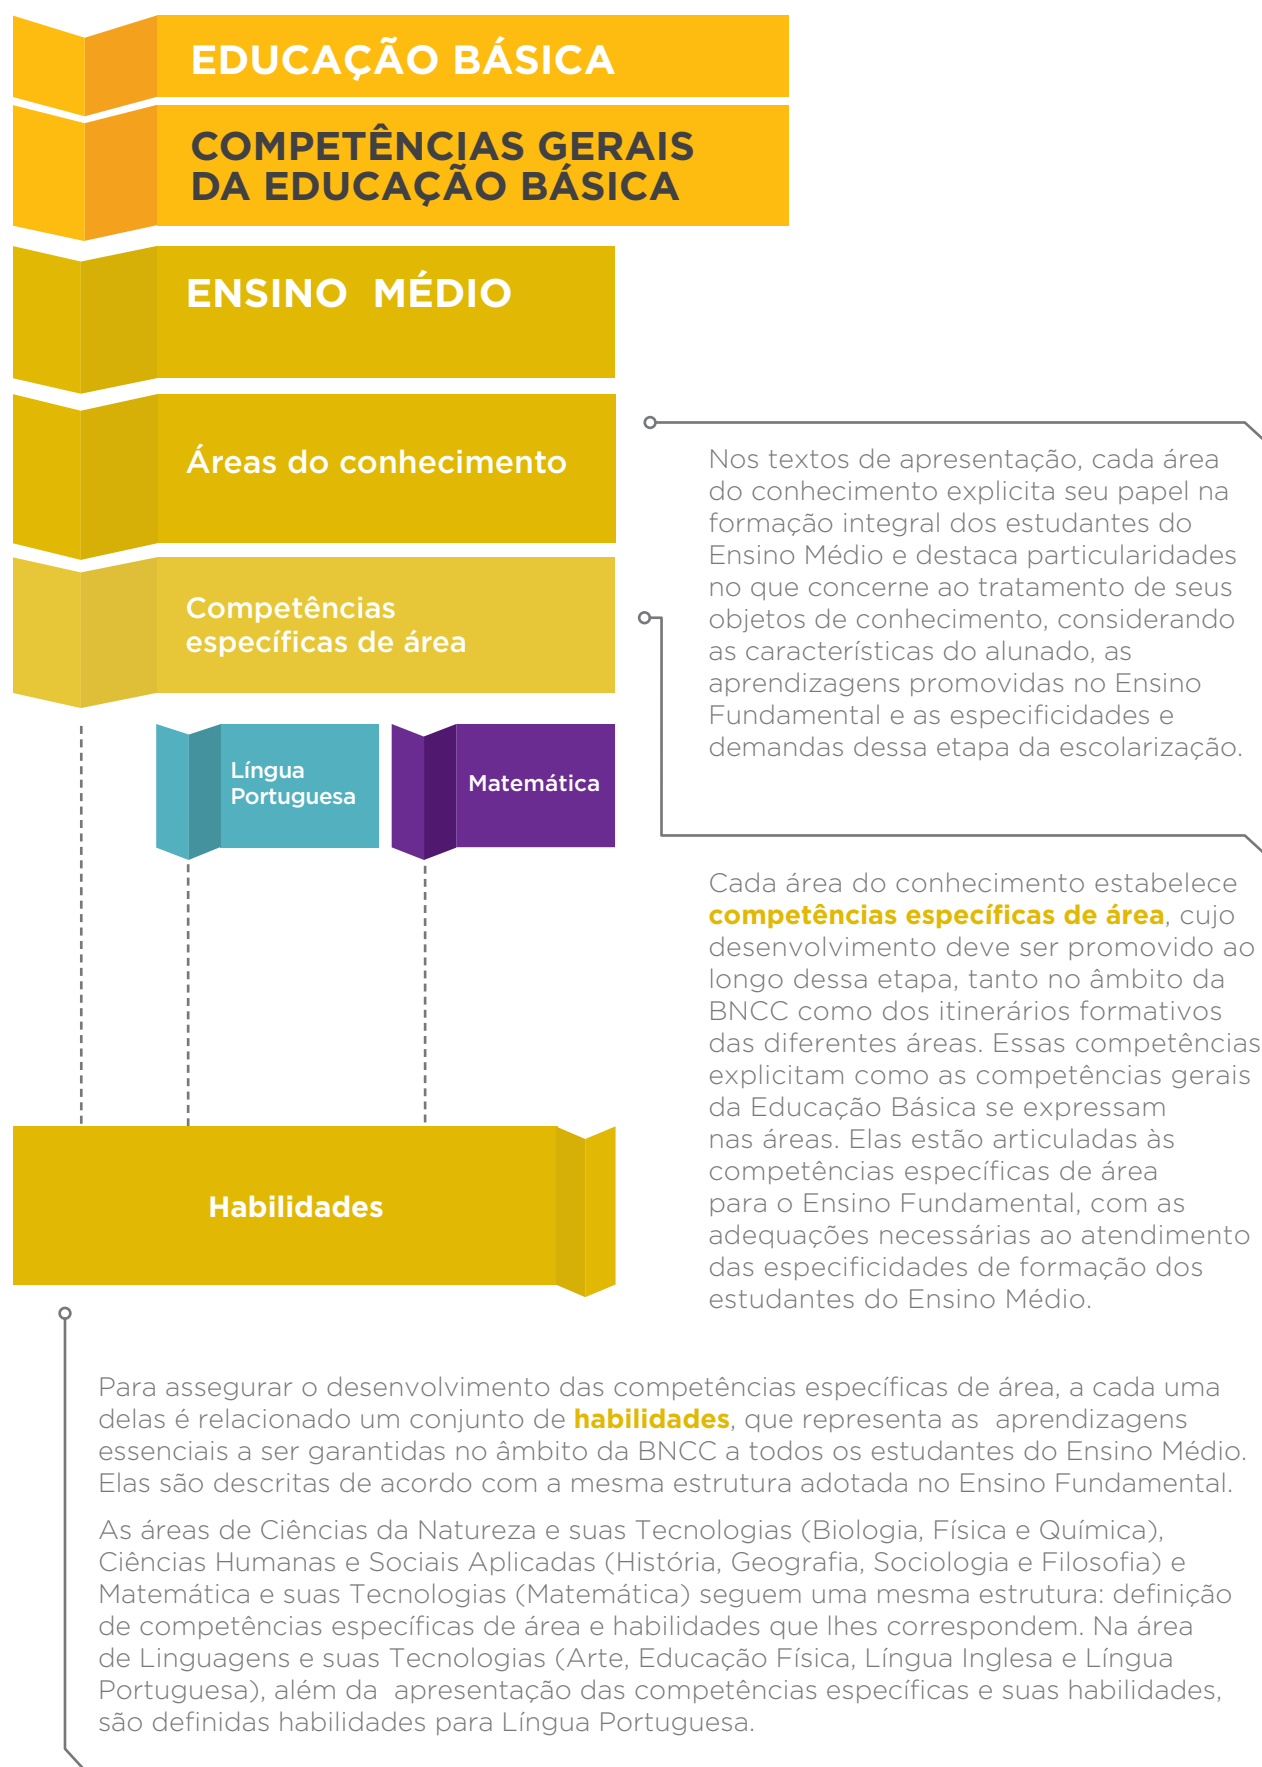 EDUCAÇÃO BÁSICA
COMPETÊNCIAS GERAIS
DA EDUCAÇÃO BÁSICA
ENSINO MÉDIO
Áreas do conhecimento
Nos textos de apresentação, cada área
do conhecimento explicita seu papel na
formação integral dos estudantes do
Ensino Médio e destaca particularidades
no que concerne ao tratamento de seus
objetos de conhecimento, considerando
as características do alunado, as
aprendizagens promovidas no Ensino
Fundamental e as especificidades e
demandas dessa etapa da escolarização.
Competências
específicas de área
Cada área do conhecimento estabelece
competências específicas de área, cujo
desenvolvimento deve ser promovido ao
longo dessa etapa, tanto no âmbito da
BNCC como dos itinerários formativos
das diferentes áreas. Essas competências
explicitam como as competências gerais
da Educação Básica se expressam
nas áreas. Elas estão articuladas às
competências específicas de área
para o Ensino Fundamental, com as
adequações necessárias ao atendimento
das especificidades de formação dos
estudantes do Ensino Médio.
Língua
Portuguesa
Matemática
Habilidades
Para assegurar o desenvolvimento das competências específicas de área, a cada uma
delas é relacionado um conjunto de habilidades, que representa as aprendizagens
essenciais a ser garantidas no âmbito da BNCC a todos os estudantes do Ensino Médio.
Elas são descritas de acordo com a mesma estrutura adotada no Ensino Fundamental.
As áreas de Ciências da Natureza e suas Tecnologias (Biologia, Física e Química),
Ciências Humanas e Sociais Aplicadas (História, Geografia, Sociologia e Filosofia) e
Matemática e suas Tecnologias (Matemática) seguem uma mesma estrutura: definição
de competências específicas de área e habilidades que lhes correspondem. Na área
de Linguagens e suas Tecnologias (Arte, Educação Física, Língua Inglesa e Língua
Portuguesa), além da apresentação das competências específicas e suas habilidades,
são definidas habilidades para Língua Portuguesa.